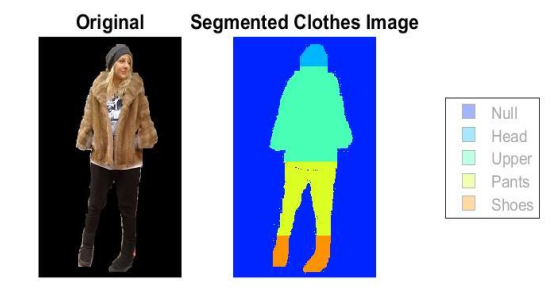 Original
Segmented Clothes Image
Null
Head
Upper
Pants
Shoes